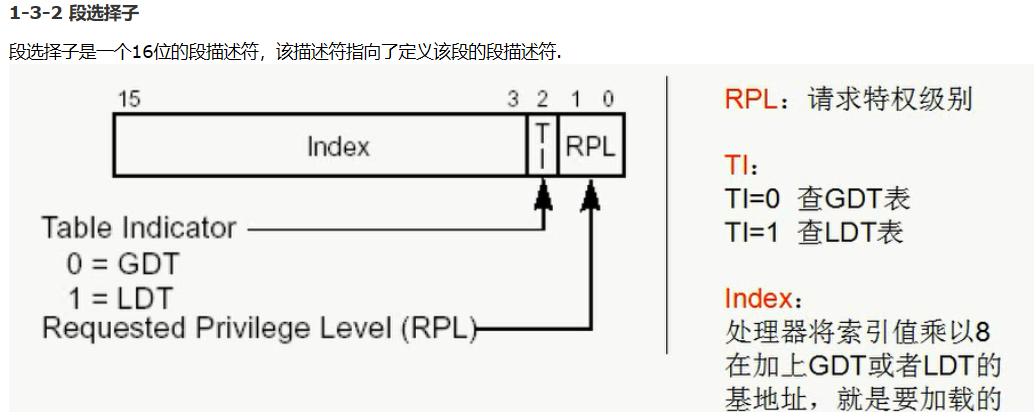 1-3-2 段选择子
段选择子是一个16位的段描述符，该描述符指向了定义该段的段描述符.
15 3 2 1 0
Index TI RPL
Table Indicator
0 = GDT
1 = LDT
Requested Privilege Level (RPL)
RPL：请求特权级别
TI：
TI=0 查GDT表
TI=1 查LDT表
Index：
处理器将索引值乘以8
在加上GDT或者LDT的
基地址，就是要加载的